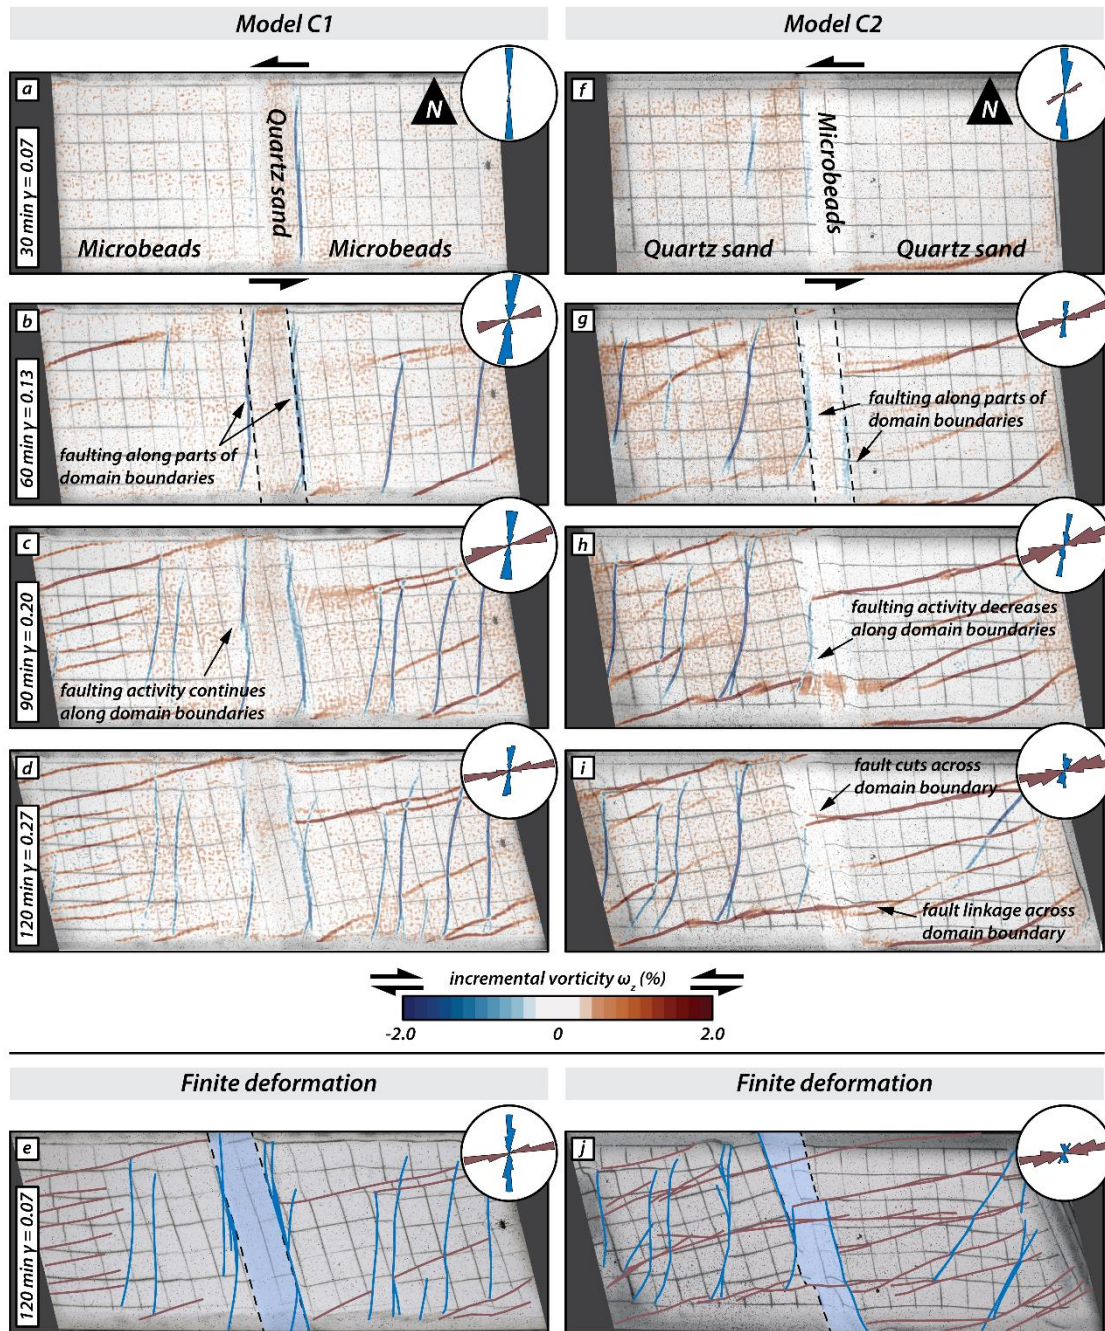 Model C1
Model C2
a
N
Quartz sand
Microbeads
Microbeads
30 min γ = 0.07
f
N
Microbeads
Quartz sand
Quartz sand
b
faulting along parts of
domain boundaries
60 min γ = 0.13
g
faulting along parts of
domain boundaries
c
faulting activity continues
along domain boundaries
90 min γ = 0.20
h
faulting activity decreases
along domain boundaries
d
120 min γ = 0.27
i
fault cuts across
domain boundary
fault linkage across
domain boundary
incremental vorticity ωz (%)
-2.0
0
2.0
Finite deformation
Finite deformation
e
120 min γ = 0.07
j